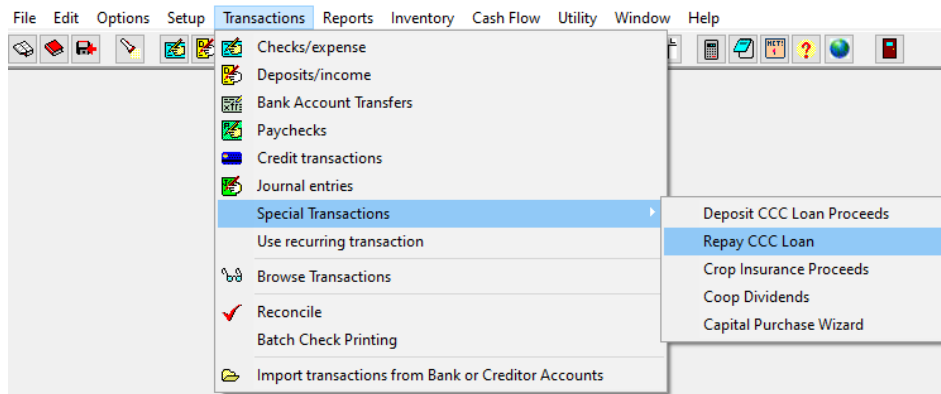 File Edit Options Setup Transactions Reports Inventory Cash Flow Utility Window Help
Checks/expense
Deposits/income
Bank Account Transfers
Paychecks
Credit transactions
Journal entries
Special Transactions
Use recurring transaction
Browse Transactions
Reconcile
Batch Check Printing
Import transactions from Bank or Creditor Accounts
Deposit CCC Loan Proceeds
Repay CCC Loan
Crop Insurance Proceeds
Coop Dividends
Capital Purchase Wizard